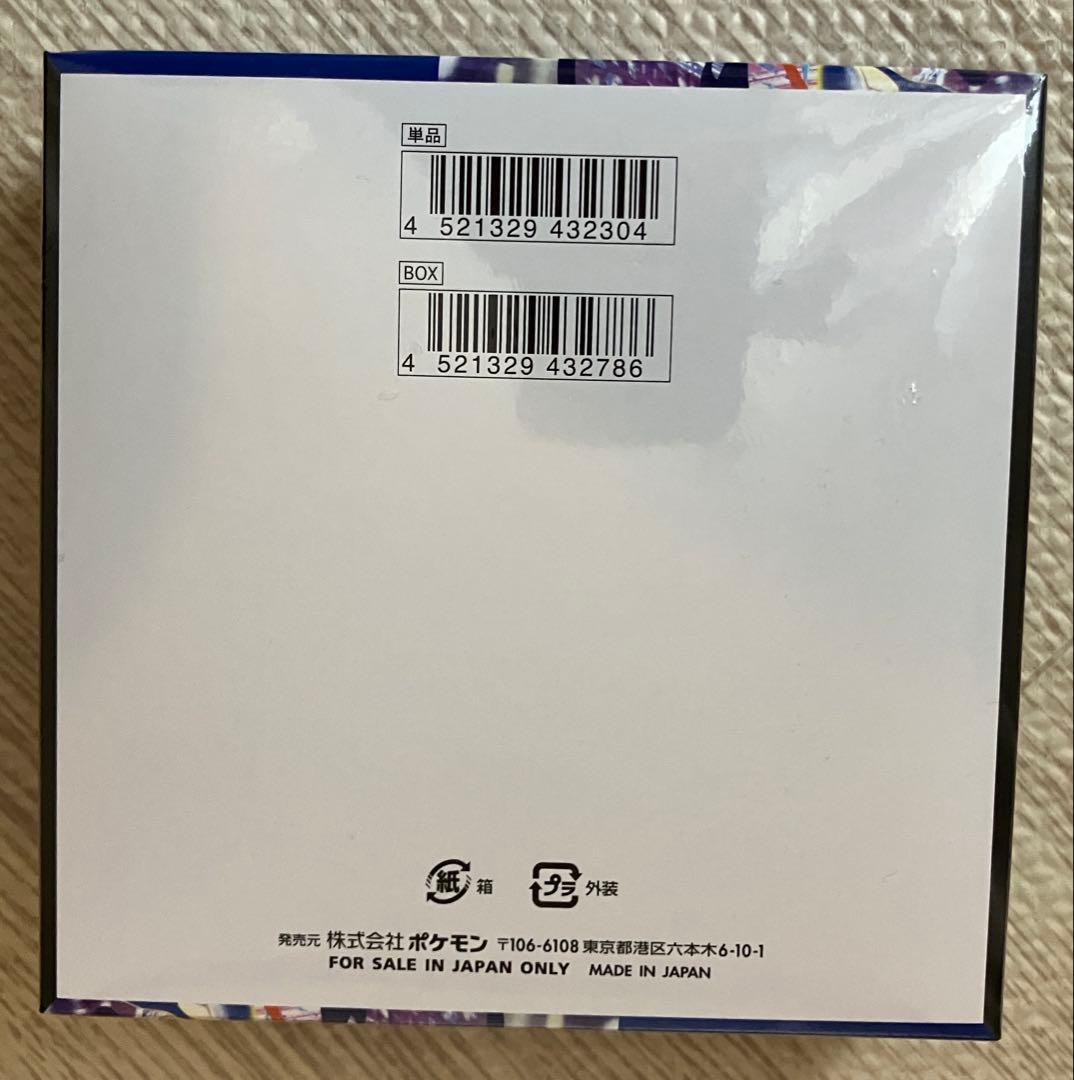 単品
4 521329 432304
BOX
4 521329 432786
紙 箱 プラ 外装
発売元 株式会社 ポケモン 〒106-6108 東京都港区六本木6-10-1
FOR SALE IN JAPAN ONLY MADE IN JAPAN